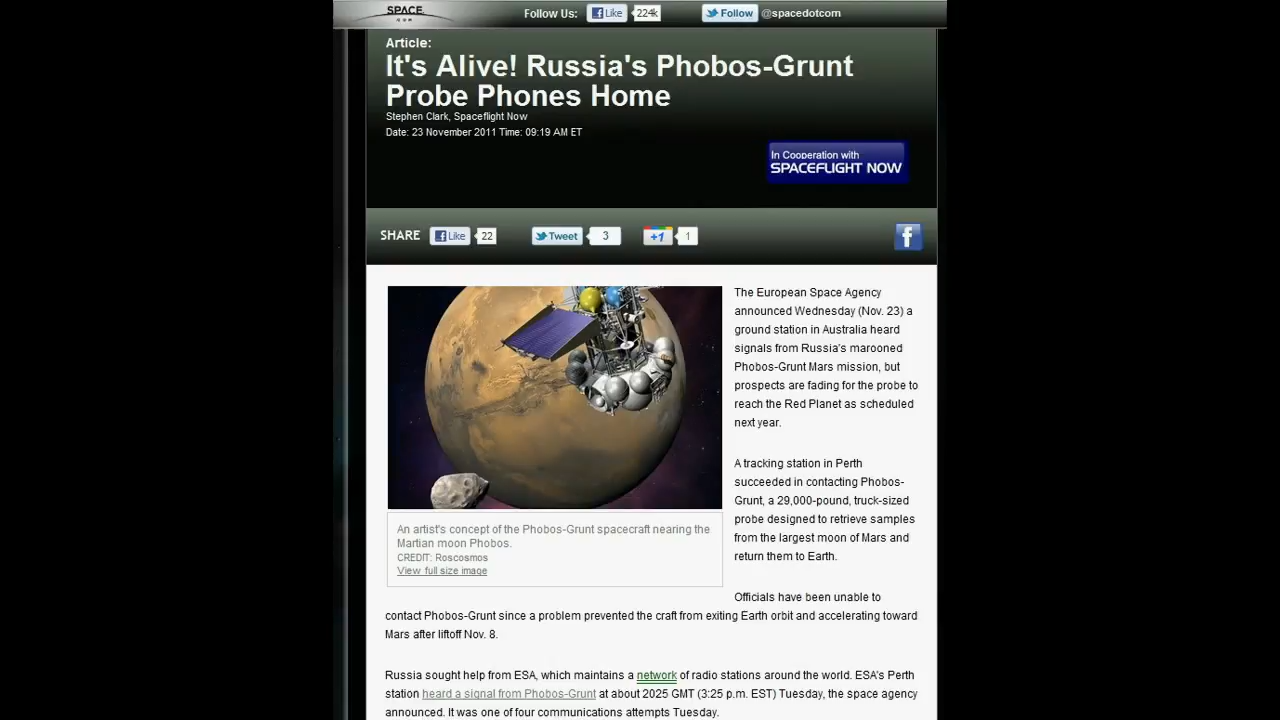 SPACE
.com
Follow Us:
Like
224k
Follow
@spacedotcom
Article:
It's Alive! Russia's Phobos-Grunt
Probe Phones Home
Stephen Clark, Spaceflight Now
Date: 23 November 2011 Time: 09:19 AM ET
In Cooperation with
SPACEFLIGHT NOW
SHARE
Like
22
Tweet
3
+1
1
The European Space Agency
announced Wednesday (Nov. 23) a
ground station in Australia heard
signals from Russia's marooned
Phobos-Grunt Mars mission, but
prospects are fading for the probe to
reach the Red Planet as scheduled
next year.
A tracking station in Perth
succeeded in contacting Phobos-
Grunt, a 29,000-pound, truck-sized
probe designed to retrieve samples
from the largest moon of Mars and
return them to Earth.
An artist's concept of the Phobos-Grunt spacecraft nearing the
Martian moon Phobos.
CREDIT: Roscosmos
View full size image
Officials have been unable to
contact Phobos-Grunt since a problem prevented the craft from exiting Earth orbit and accelerating toward
Mars after liftoff Nov. 8.
Russia sought help from ESA, which maintains a network of radio stations around the world. ESA's Perth
station heard a signal from Phobos-Grunt at about 2025 GMT (3:25 p.m. EST) Tuesday, the space agency
announced. It was one of four communications attempts Tuesday.